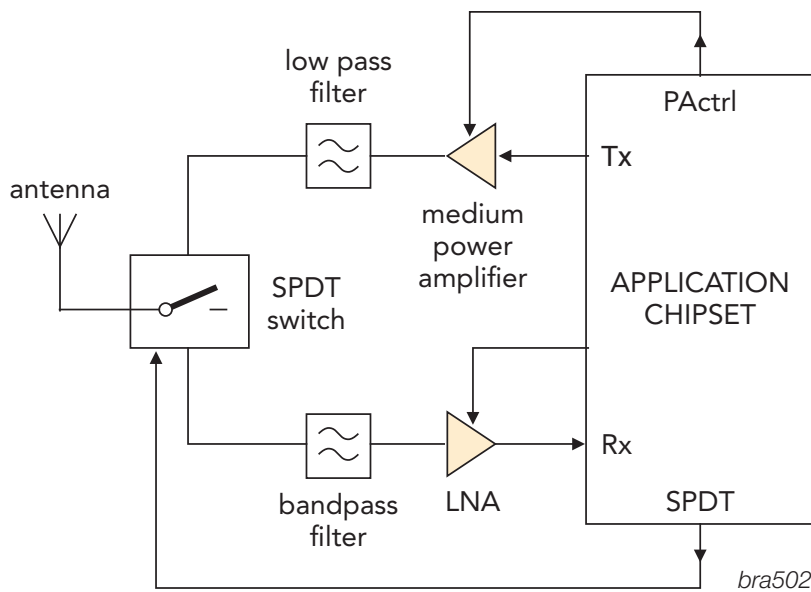 low pass
filter
PActrl
Tx
antenna
medium
power
amplifier
SPDT
switch
APPLICATION
CHIPSET
Rx
bandpass
filter
LNA
SPDT
bra502